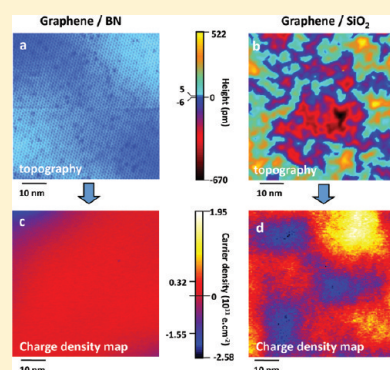 Graphene / BN
Graphene / SiO₂
a
topography
10 nm
522
5
-6
0
-670
Height (pm)
b
topography
10 nm
c
Charge density map
10 nm
1.95
0.32
0
-1.55
-2.58
Carrier density (10¹¹ e.cm⁻²)
d
Charge density map
10 nm